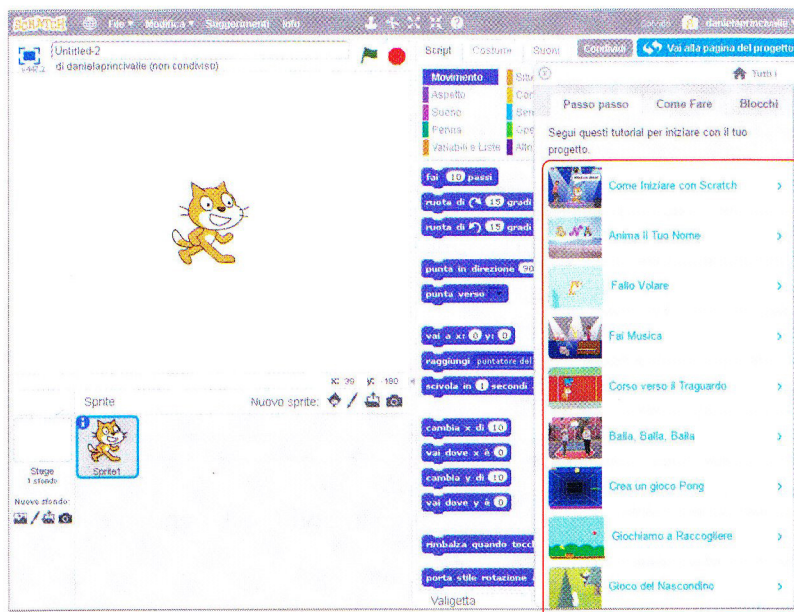 SCRATCH File Modifica Suggerimenti Info danielaprincivalle
Untitled-2
di danielaprincivalle (non condiviso)
Script Costumi Suoni Condividi Vai alla pagina del progetto
Movimento
Aspetto
Suono
Penna
Variabili e Liste
Tutti i
Passo passo Come Fare Blocchi
Segui questi tutorial per iniziare con il tuo
progetto.
Come Iniziare con Scratch
Anima Il Tuo Nome
Fallo Volare
Fai Musica
Corso verso il Traguardo
Balla, Balla, Balla
Crea un gioco Pong
Giochiamo a Raccogliere
Gioco del Nascondino
fai 10 passi
ruota di 15 gradi
ruota di 15 gradi
punta in direzione 90
punta verso
vai a x: 0 y: 0
raggiungi puntatore del
scivola in 1 secondi
cambia x di 10
vai dove x è 0
cambia y di 10
vai dove y è 0
rimbalza quando tocchi
porta stile rotazione
Valigetta
x: 39 y: -180
Sprite Nuovo sprite:
Sprite1
Stage
1 sfondo
Nuovo sfondo: